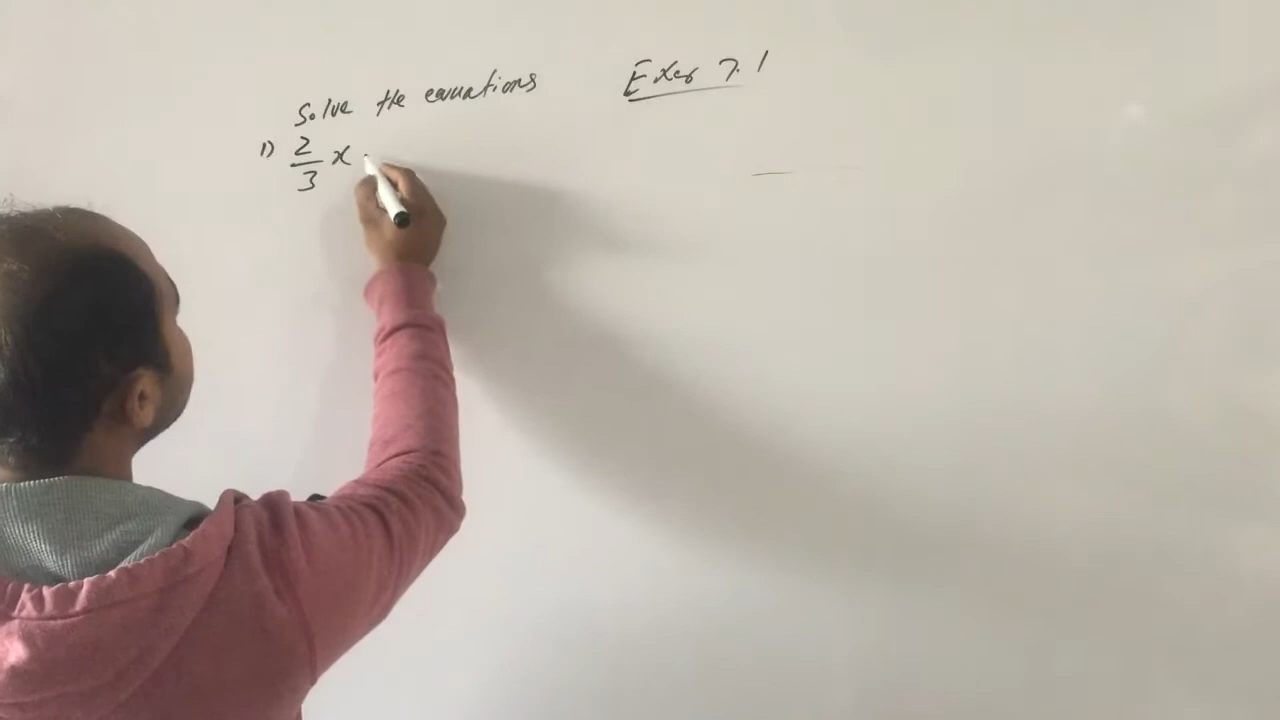 Solve the equations
Exer 7.1
1) 2/3 x